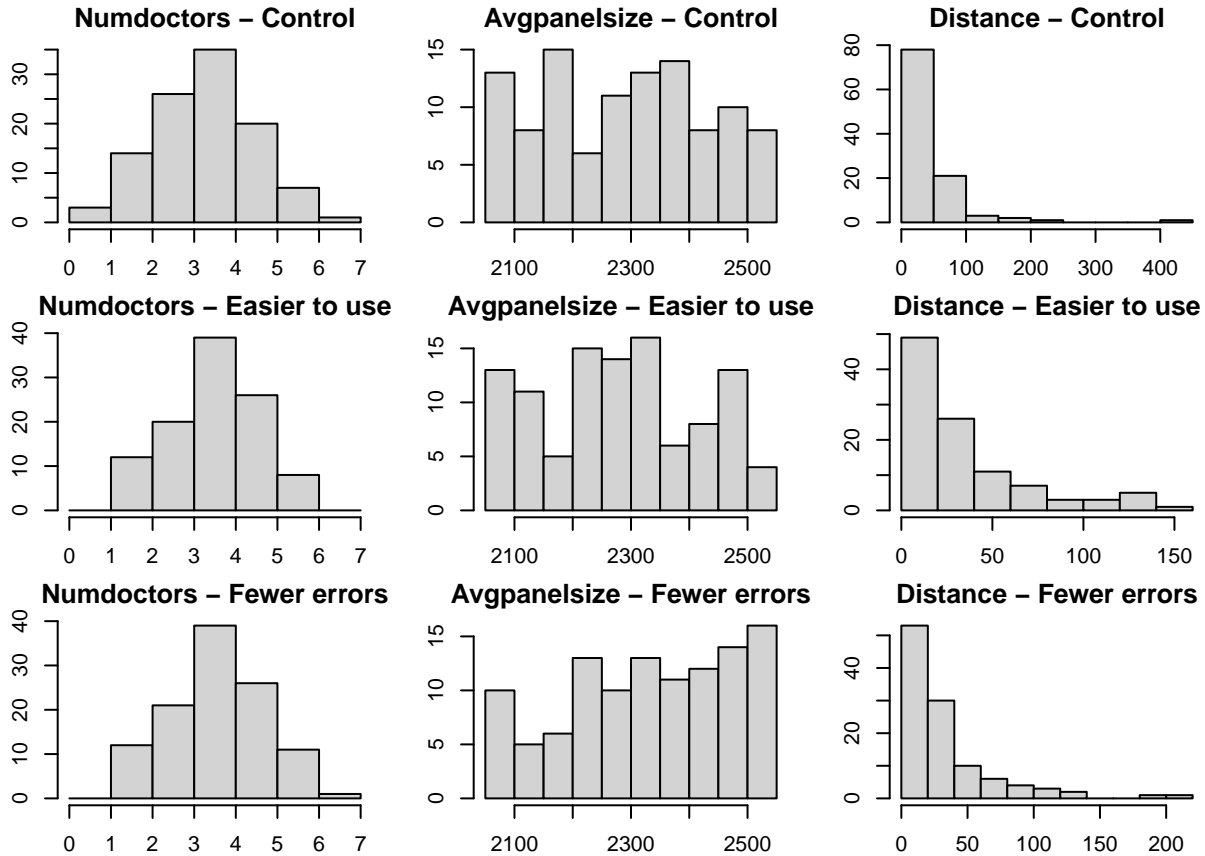 Numdoctors − Control
Avgpanelsize − Control
Distance − Control
0 10 20 30
0 1 2 3 4 5 6 7
0 5 10 15
2100 2300 2500
0 20 40 60 80
0 100 200 300 400
Numdoctors − Easier to use
Avgpanelsize − Easier to use
Distance − Easier to use
0 10 20 30 40
0 1 2 3 4 5 6 7
0 5 10 15
2100 2300 2500
0 20 40
0 50 100 150
Numdoctors − Fewer errors
Avgpanelsize − Fewer errors
Distance − Fewer errors
0 10 20 30 40
0 1 2 3 4 5 6 7
0 5 10 15
2100 2300 2500
0 20 40
0 50 100 150 200